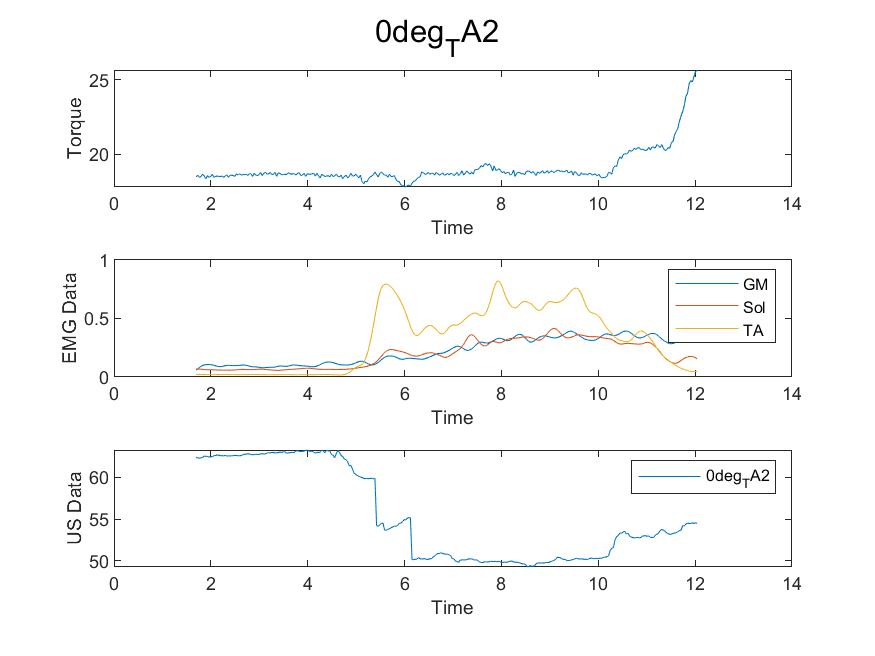 0deg_TA2
25
20
Torque
0 2 4 6 8 10 12 14
Time
1
0.5
0
EMG Data
GM
Sol
TA
0 2 4 6 8 10 12 14
Time
60
55
50
US Data
0deg_TA2
0 2 4 6 8 10 12 14
Time